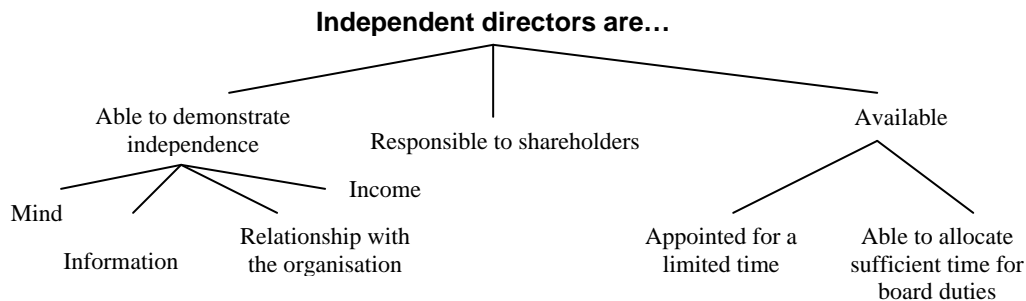 Independent directors are…
Able to demonstrate
independence
Responsible to shareholders
Available
Mind
Information
Relationship with
the organisation
Income
Appointed for a
limited time
Able to allocate
sufficient time for
board duties